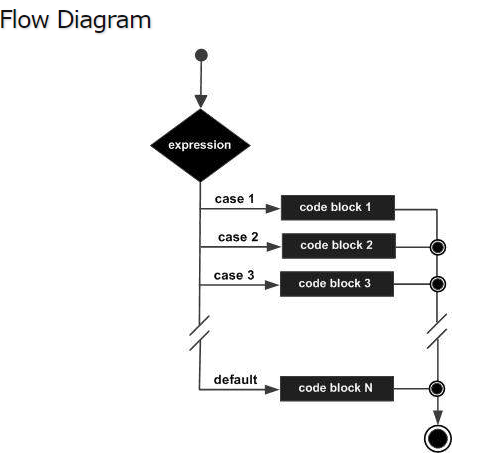 Flow Diagram
expression
case 1
code block 1
case 2
code block 2
case 3
code block 3
default
code block N